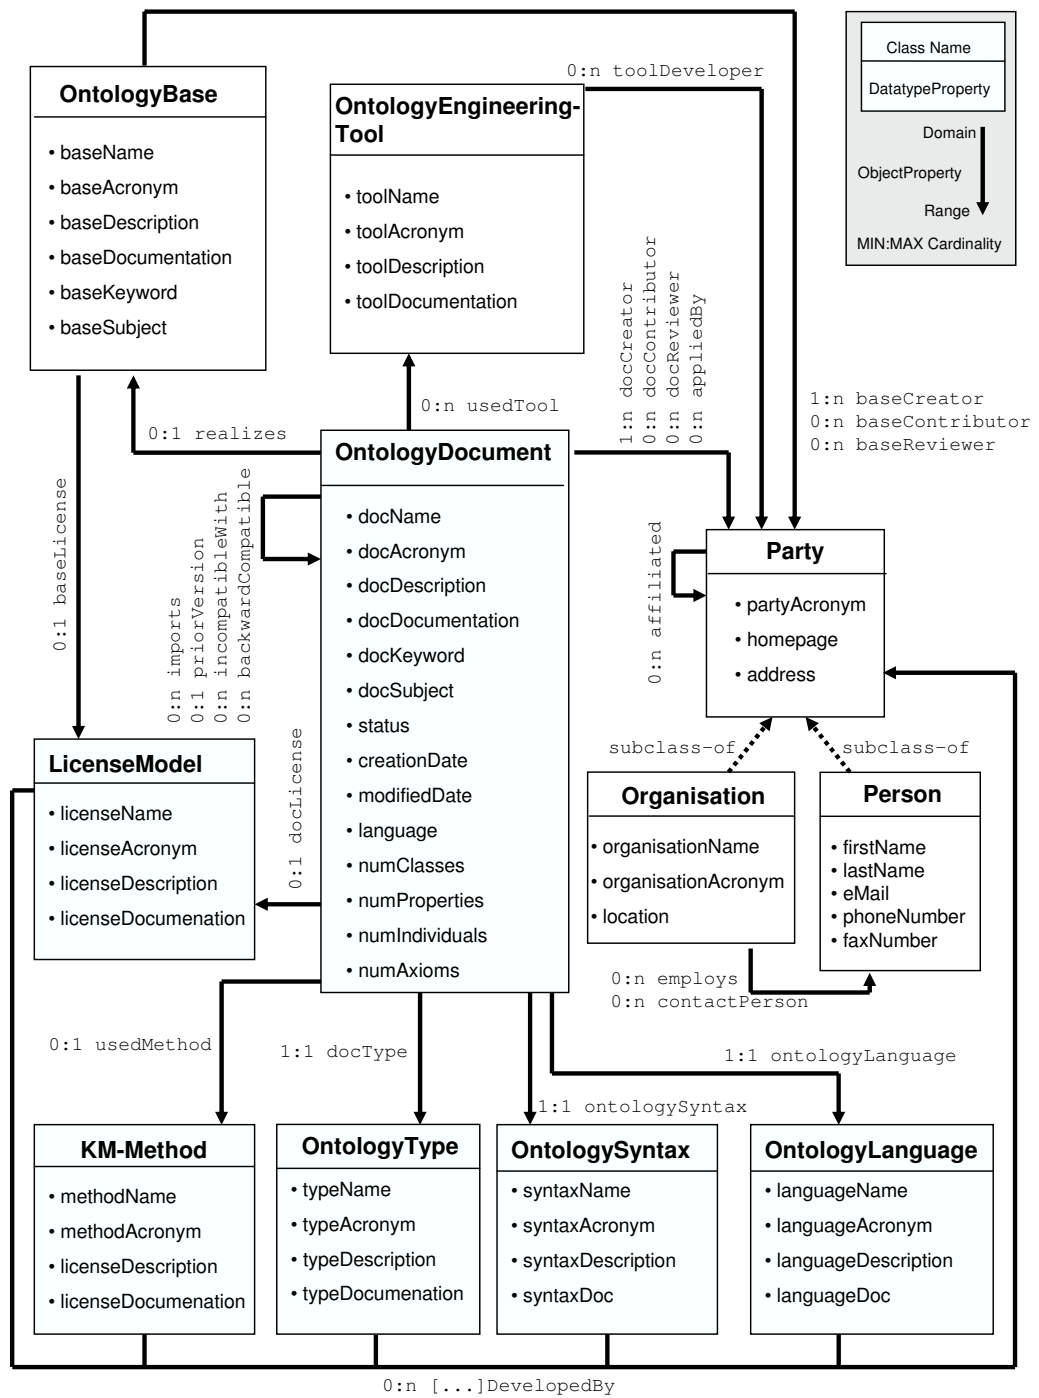 Class Name
DatatypeProperty
Domain
ObjectProperty
Range
MIN:MAX Cardinality
OntologyBase
• baseName
• baseAcronym
• baseDescription
• baseDocumentation
• baseKeyword
• baseSubject
0:n toolDeveloper
OntologyEngineering-
Tool
• toolName
• toolAcronym
• toolDescription
• toolDocumentation
1:n docCreator
0:n docContributor
0:n docReviewer
0:n appliedBy
1:n baseCreator
0:n baseContributor
0:n baseReviewer
0:n usedTool
0:1 realizes
0:1 baseLicense
OntologyDocument
• docName
• docAcronym
• docDescription
• docDocumentation
• docKeyword
• docSubject
• status
• creationDate
• modifiedDate
• language
• numClasses
• numProperties
• numIndividuals
• numAxioms
0:n imports
0:1 priorVersion
0:n incompatibleWith
0:n backwardCompatible
0:1 docLicense
0:n affiliated
Party
• partyAcronym
• homepage
• address
subclass-of
subclass-of
LicenseModel
• licenseName
• licenseAcronym
• licenseDescription
• licenseDocumenation
Organisation
• organisationName
• organisationAcronym
• location
Person
• firstName
• lastName
• eMail
• phoneNumber
• faxNumber
0:n employs
0:n contactPerson
0:1 usedMethod
1:1 docType
1:1 ontologySyntax
1:1 ontologyLanguage
KM-Method
• methodName
• methodAcronym
• licenseDescription
• licenseDocumenation
OntologyType
• typeName
• typeAcronym
• typeDescription
• typeDocumenation
OntologySyntax
• syntaxName
• syntaxAcronym
• syntaxDescription
• syntaxDoc
OntologyLanguage
• languageName
• languageAcronym
• languageDescription
• languageDoc
0:n [...]DevelopedBy